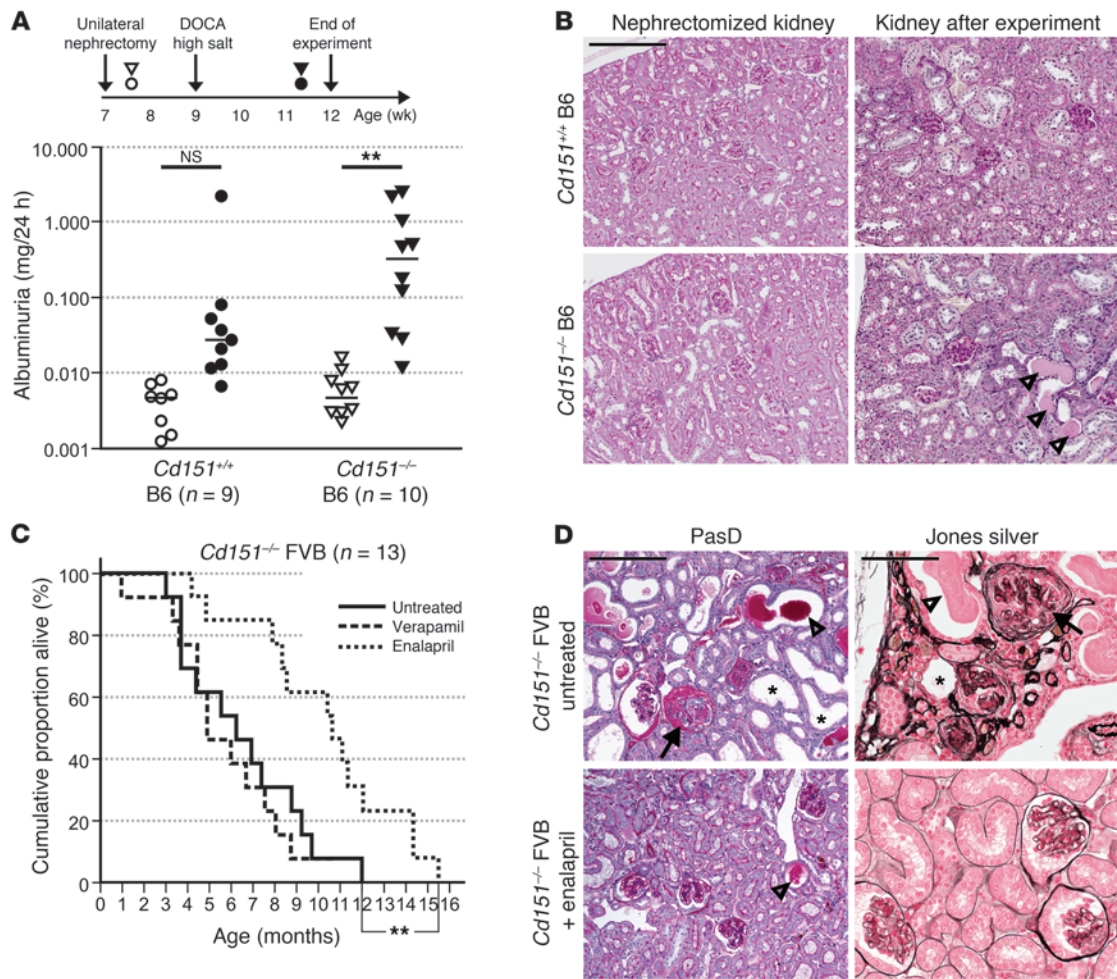 A
Unilateral
nephrectomy
DOCA
high salt
End of
experiment
7 8 9 10 11 12 Age (wk)
Albuminuria (mg/24 h)
10.000
1.000
0.100
0.010
0.001
NS
**
Cd151+/+
B6 (n = 9)
Cd151–/–
B6 (n = 10)
B
Nephrectomized kidney
Kidney after experiment
Cd151+/+ B6
Cd151–/– B6
C
Cd151–/– FVB (n = 13)
Cumulative proportion alive (%)
100
80
60
40
20
0
Untreated
Verapamil
Enalapril
0 1 2 3 4 5 6 7 8 9 10 11 12 13 14 15 16
Age (months)
**
D
PasD
Jones silver
Cd151–/– FVB
untreated
*
*
*
Cd151–/– FVB
+ enalapril